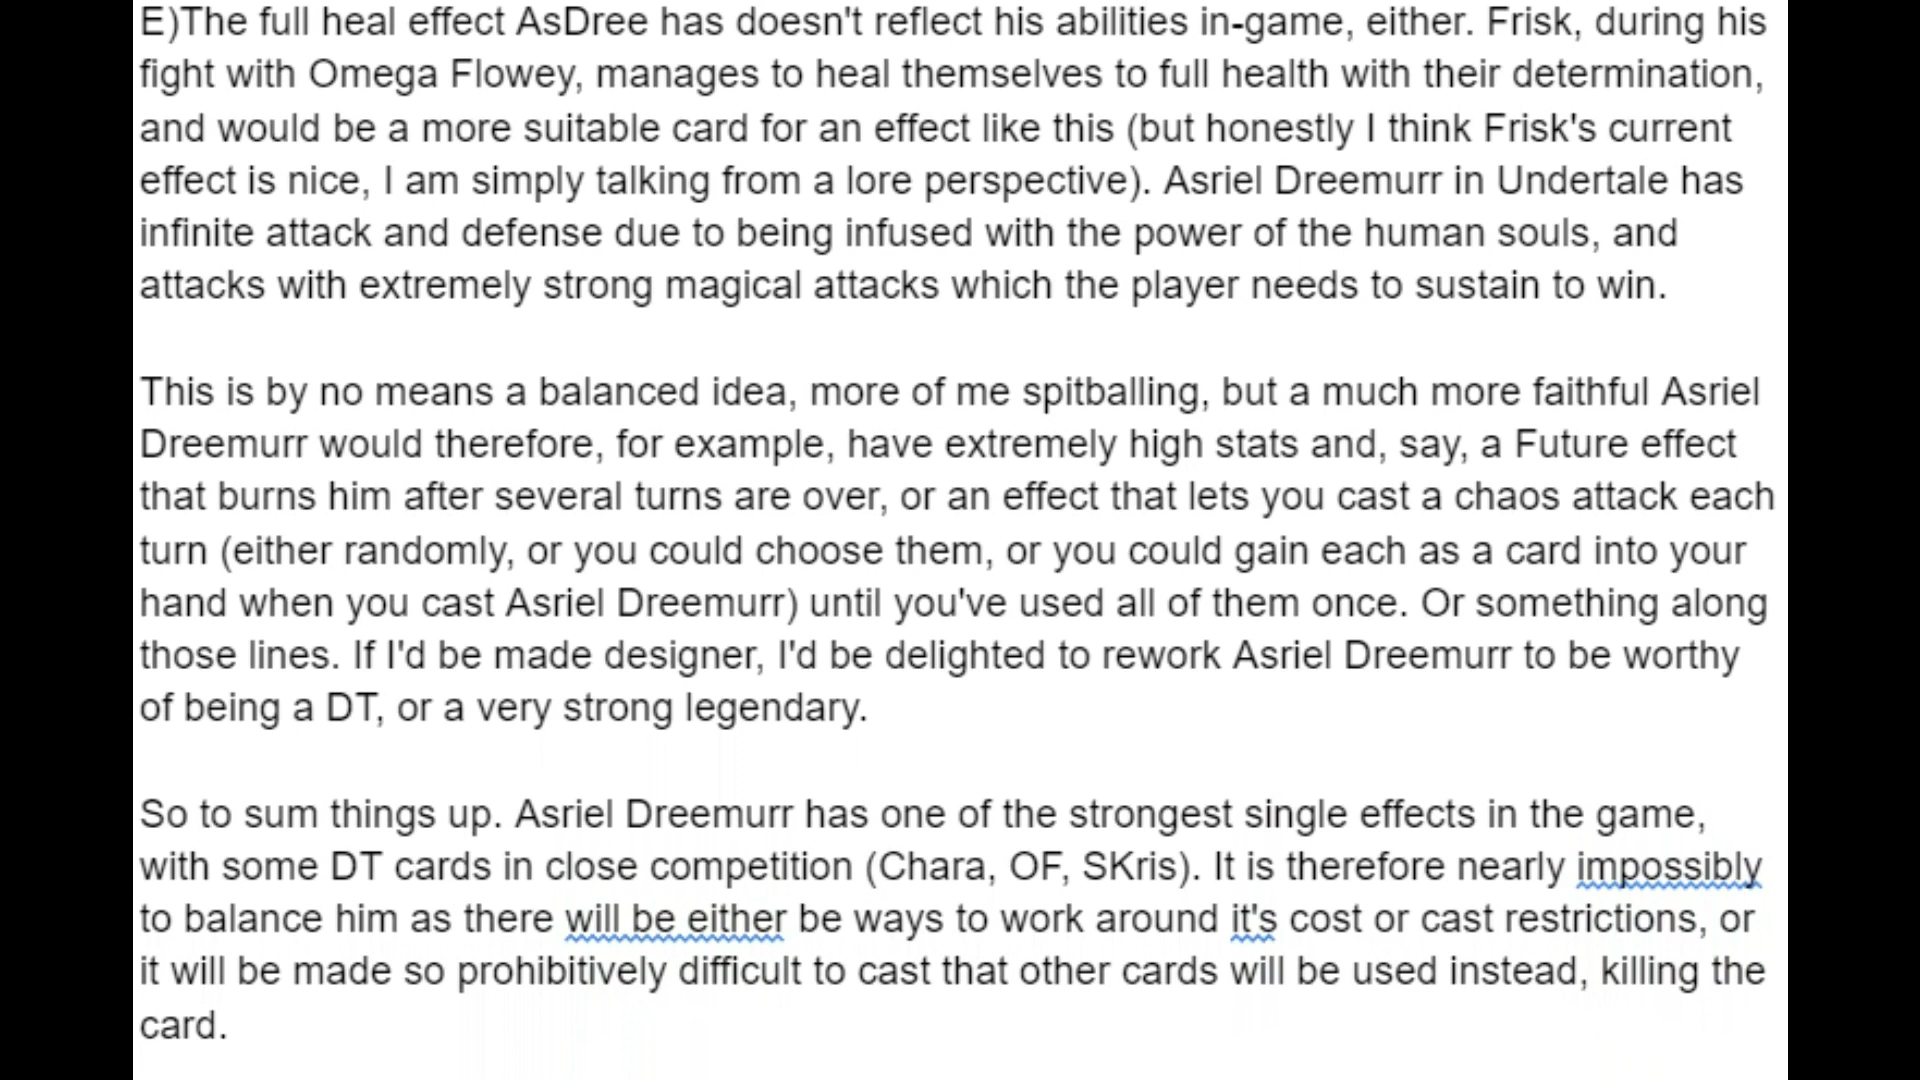 E)The full heal effect AsDree has doesn't reflect his abilities in-game, either. Frisk, during his
fight with Omega Flowey, manages to heal themselves to full health with their determination,
and would be a more suitable card for an effect like this (but honestly I think Frisk's current
effect is nice, I am simply talking from a lore perspective). Asriel Dreemurr in Undertale has
infinite attack and defense due to being infused with the power of the human souls, and
attacks with extremely strong magical attacks which the player needs to sustain to win.
This is by no means a balanced idea, more of me spitballing, but a much more faithful Asriel
Dreemurr would therefore, for example, have extremely high stats and, say, a Future effect
that burns him after several turns are over, or an effect that lets you cast a chaos attack each
turn (either randomly, or you could choose them, or you could gain each as a card into your
hand when you cast Asriel Dreemurr) until you've used all of them once. Or something along
those lines. If I'd be made designer, I'd be delighted to rework Asriel Dreemurr to be worthy
of being a DT, or a very strong legendary.
So to sum things up. Asriel Dreemurr has one of the strongest single effects in the game,
with some DT cards in close competition (Chara, OF, SKris). It is therefore nearly impossibly
to balance him as there will be either be ways to work around it's cost or cast restrictions, or
it will be made so prohibitively difficult to cast that other cards will be used instead, killing the
card.